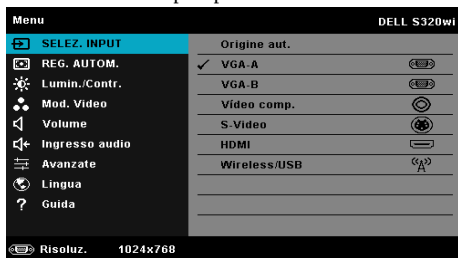 Menu DELL S320wi
SELEZ. INPUT
REG. AUTOM.
Lumin./Contr.
Mod. Video
Volume
Ingresso audio
Avanzate
Lingua
? Guida
Origine aut.
✓ VGA-A
VGA-B
Vídeo comp.
S-Video
HDMI
Wireless/USB
Risoluz. 1024x768